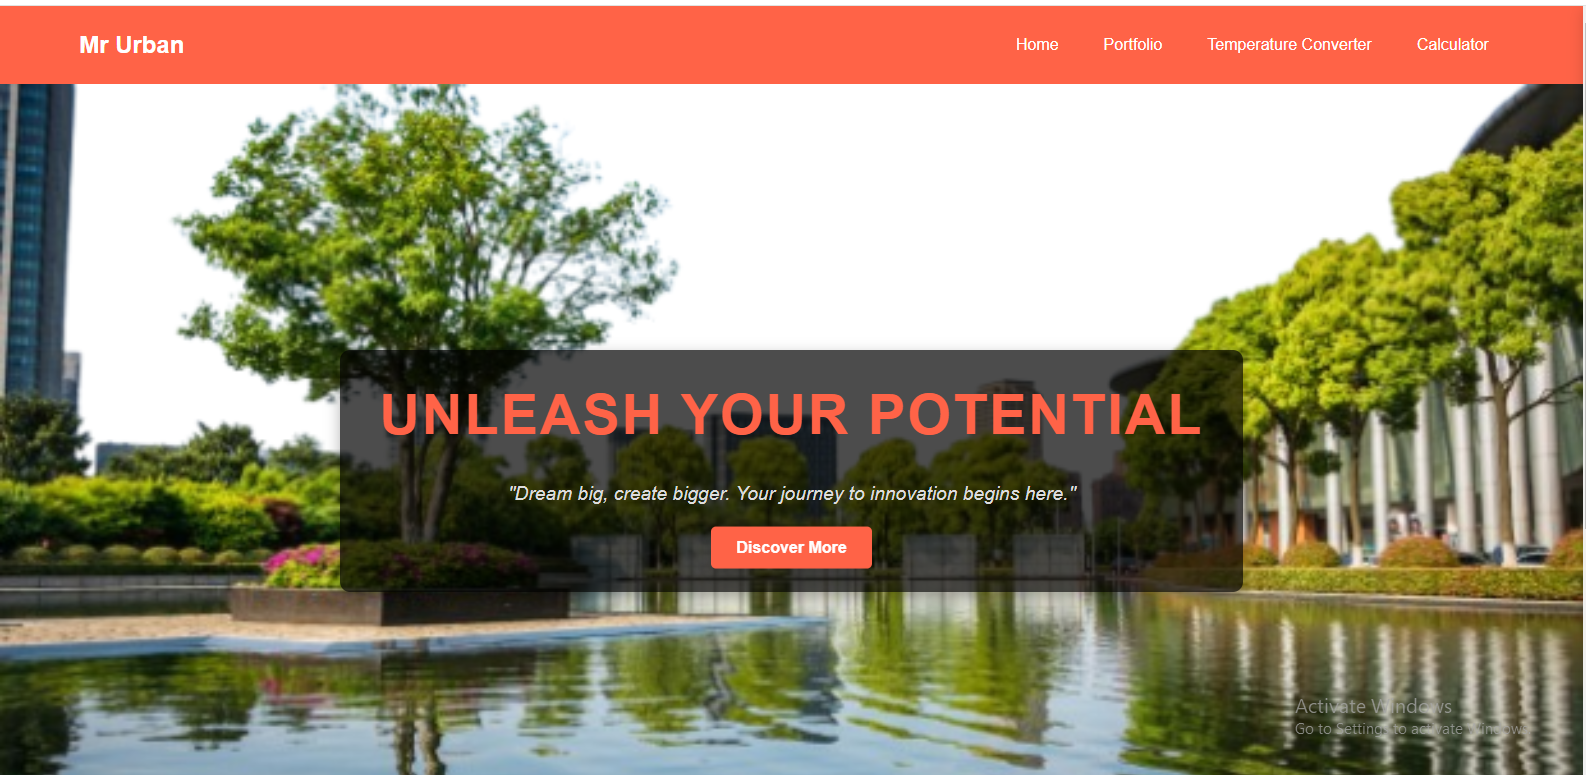 Mr Urban
Home Portfolio Temperature Converter Calculator
UNLEASH YOUR POTENTIAL
"Dream big, create bigger. Your journey to innovation begins here."
Discover More
Activate Windows
Go to Settings to activate Windows.